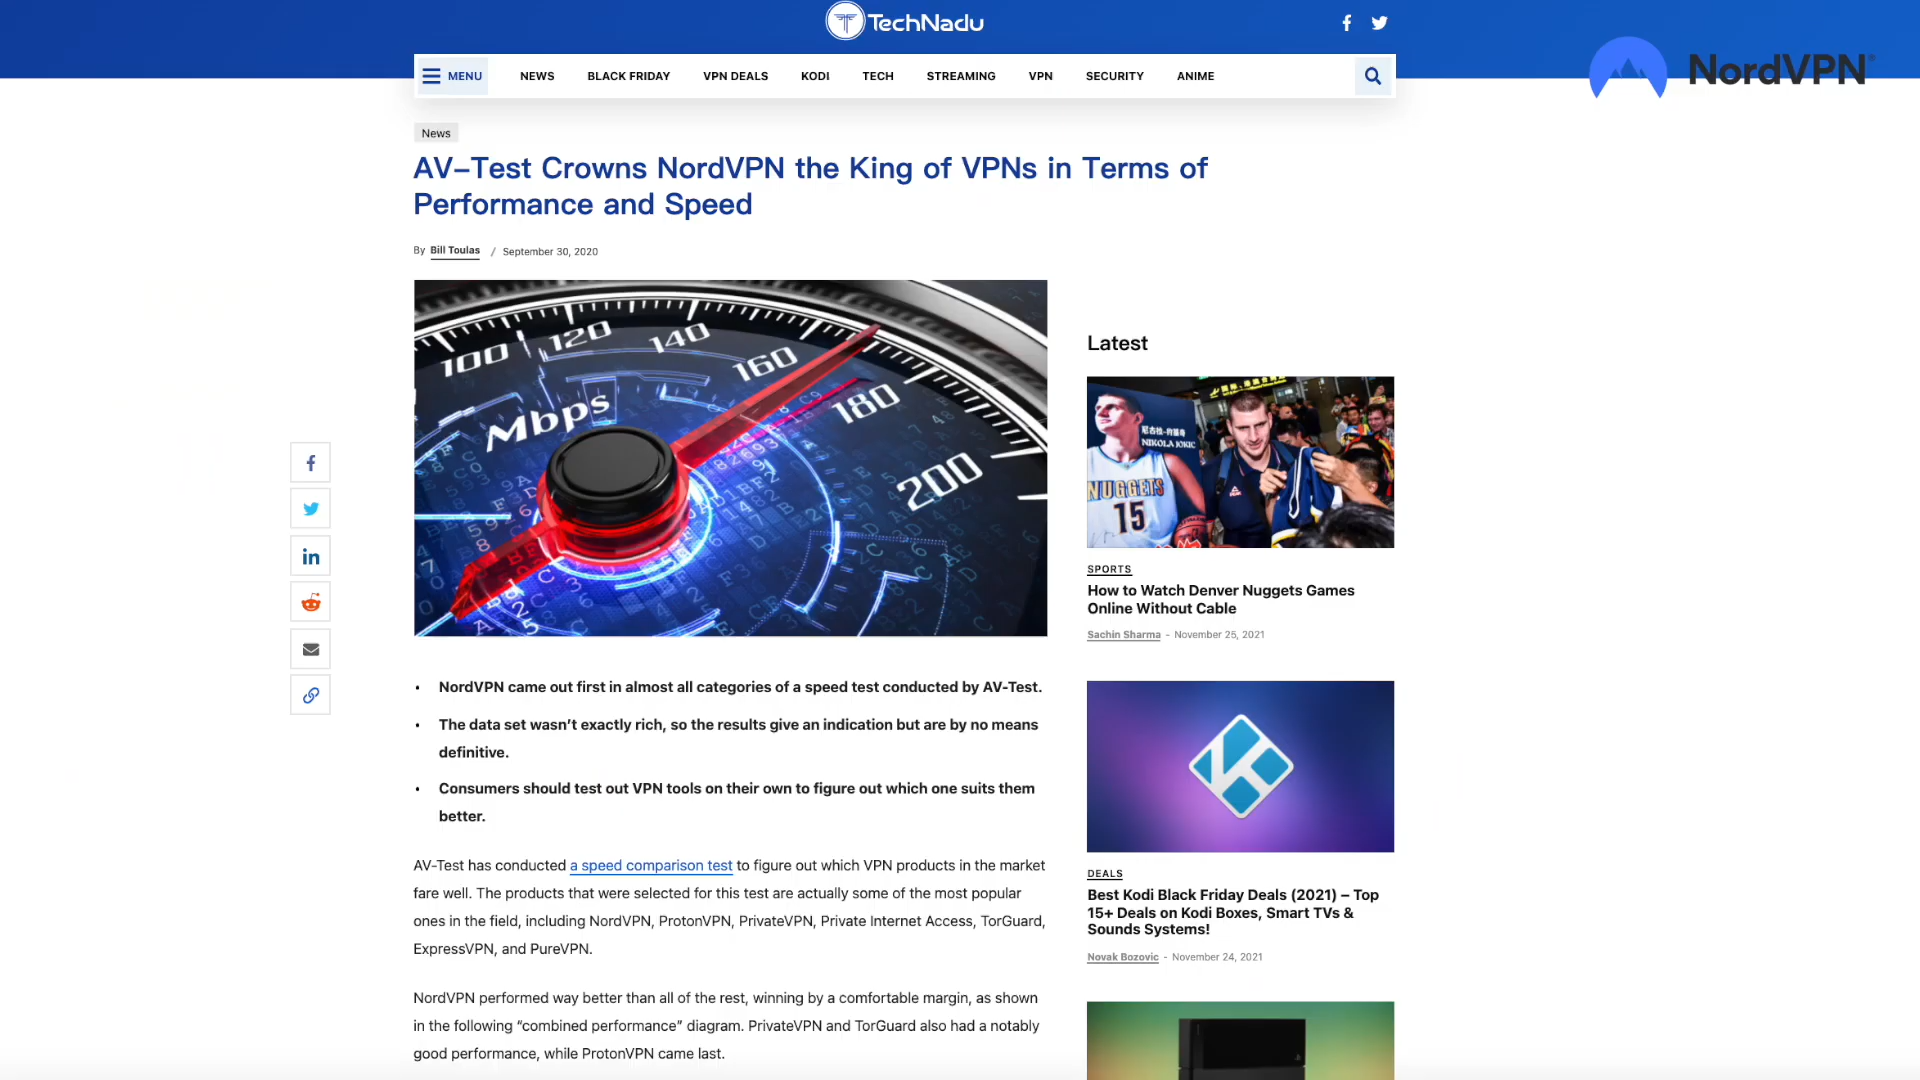 TechNadu
NordVPN®
MENU
NEWS
BLACK FRIDAY
VPN DEALS
KODI
TECH
STREAMING
VPN
SECURITY
ANIME
News
AV–Test Crowns NordVPN the King of VPNs in Terms of
Performance and Speed
By Bill Toulas / September 30, 2020
100
120
140
160
180
200
Mbps
• NordVPN came out first in almost all categories of a speed test conducted by AV-Test.
• The data set wasn’t exactly rich, so the results give an indication but are by no means
definitive.
• Consumers should test out VPN tools on their own to figure out which one suits them
better.
AV-Test has conducted a speed comparison test to figure out which VPN products in the market
fare well. The products that were selected for this test are actually some of the most popular
ones in the field, including NordVPN, ProtonVPN, PrivateVPN, Private Internet Access, TorGuard,
ExpressVPN, and PureVPN.
NordVPN performed way better than all of the rest, winning by a comfortable margin, as shown
in the following “combined performance” diagram. PrivateVPN and TorGuard also had a notably
good performance, while ProtonVPN came last.
Latest
NIKOLA JOKIC
NUGGETS
15
SPORTS
How to Watch Denver Nuggets Games
Online Without Cable
Sachin Sharma - November 25, 2021
DEALS
Best Kodi Black Friday Deals (2021) – Top
15+ Deals on Kodi Boxes, Smart TVs &
Sounds Systems!
Novak Bozovic - November 24, 2021